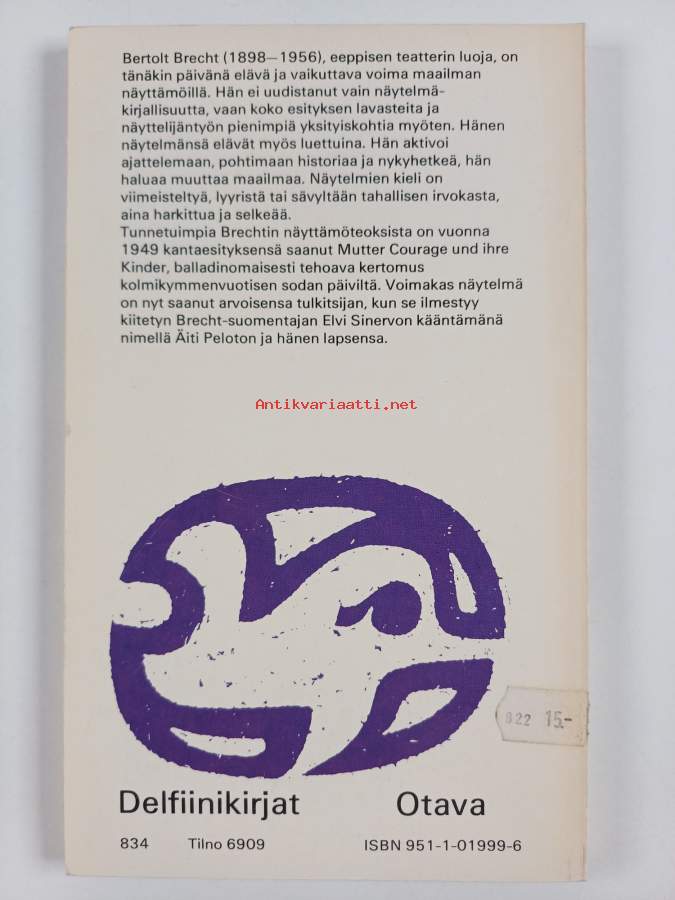 Bertolt Brecht (1898—1956), eeppisen teatterin luoja, on
tänäkin päivänä elävä ja vaikuttava voima maailman
näyttämöillä. Hän ei uudistanut vain näytelmä-
kirjallisuutta, vaan koko esityksen lavasteita ja
näyttelijäntyön pienimpiä yksityiskohtia myöten. Hänen
näytelmänsä elävät myös luettuina. Hän aktivoi
ajattelemaan, pohtimaan historiaa ja nykyhetkeä, hän
haluaa muuttaa maailmaa. Näytelmien kieli on
viimeisteltyä, lyyristä tai sävyltään tahallisen irvokasta,
aina harkittua ja selkeää.
Tunnetuimpia Brechtin näyttämöteoksista on vuonna
1949 kantaesityksensä saanut Mutter Courage und ihre
Kinder, balladinomaisesti tehoava kertomus
kolmikymmenvuotisen sodan päiviltä. Voimakas näytelmä
on nyt saanut arvoisensa tulkitsijan, kun se ilmestyy
kiitetyn Brecht-suomentajan Elvi Sinervon kääntämänä
nimellä Äiti Peloton ja hänen lapsensa.
Antikvariaatti.net
822 15.-
Delfiinikirjat Otava
834 Tilno 6909 ISBN 951-1-01999-6